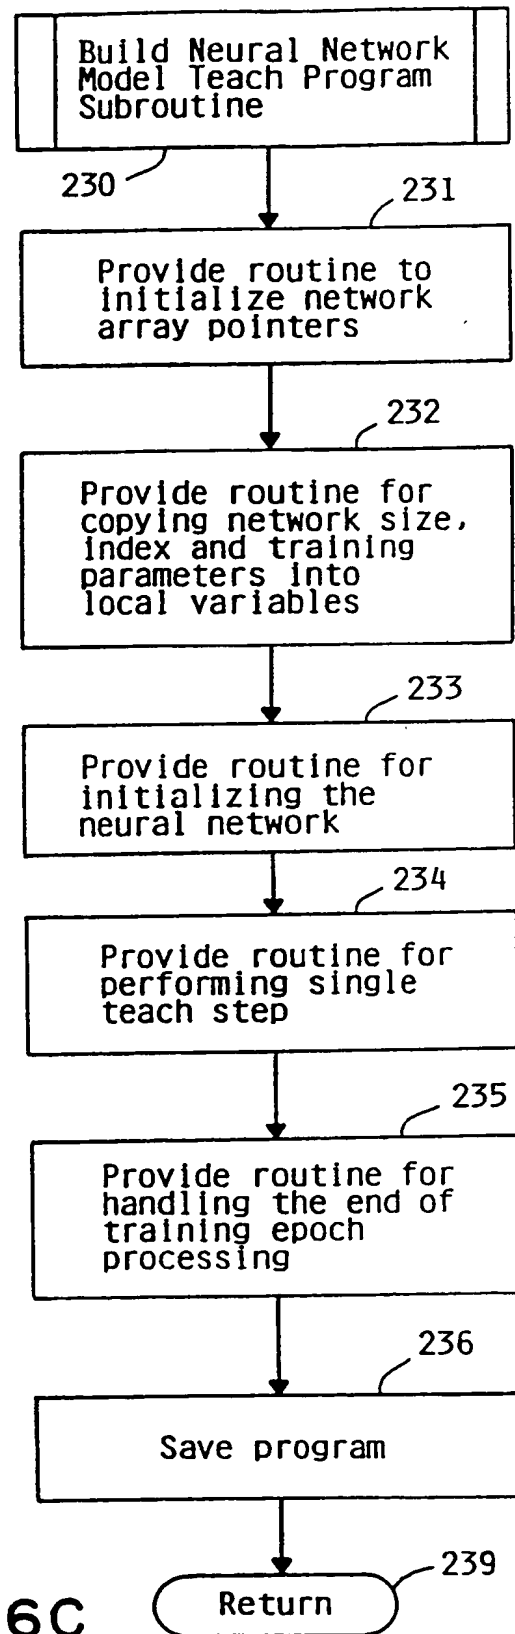 Build Neural Network
Model Teach Program
Subroutine
230
231
Provide routine to
initialize network
array pointers
232
Provide routine for
copying network size,
index and training
parameters into
local variables
233
Provide routine for
initializing the
neural network
234
Provide routine for
performing single
teach step
235
Provide routine for
handling the end of
training epoch
processing
236
Save program
239
Return
6C